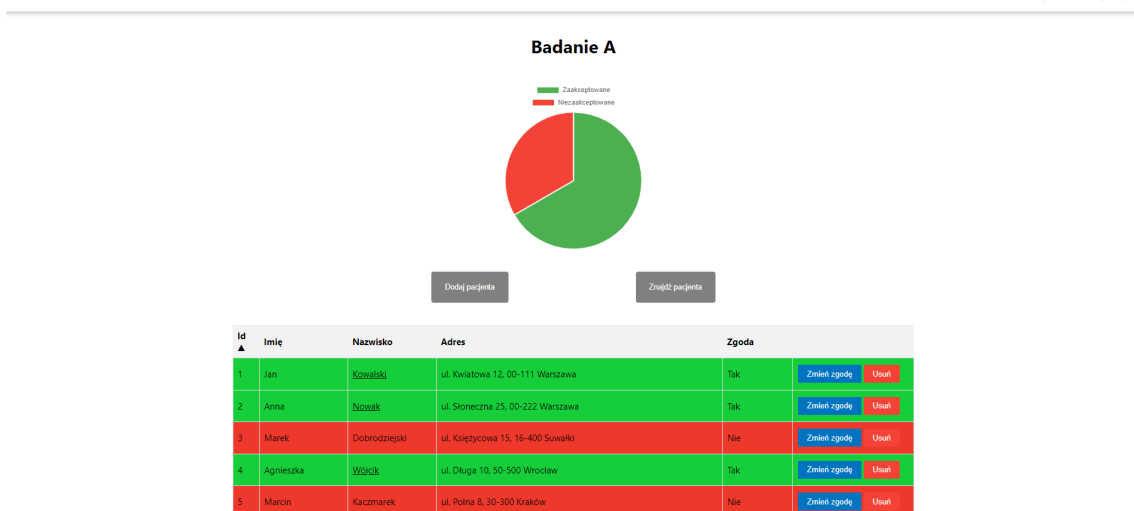 Badanie A
Zaakceptowane
Niezaakceptowane
Dodaj pacjenta Znajdź pacjenta
Id ▲ Imię Nazwisko Adres Zgoda
1 Jan Kowalski ul. Kwiatowa 12, 00-111 Warszawa Tak Zmień zgodę Usuń
2 Anna Nowak ul. Słoneczna 25, 00-222 Warszawa Tak Zmień zgodę Usuń
3 Marek Dobrodziejski ul. Księżycowa 15, 16-400 Suwałki Nie Zmień zgodę Usuń
4 Agnieszka Wójcik ul. Długa 10, 50-500 Wrocław Tak Zmień zgodę Usuń
5 Marcin Kaczmarek ul. Polna 8, 30-300 Kraków Nie Zmień zgodę Usuń